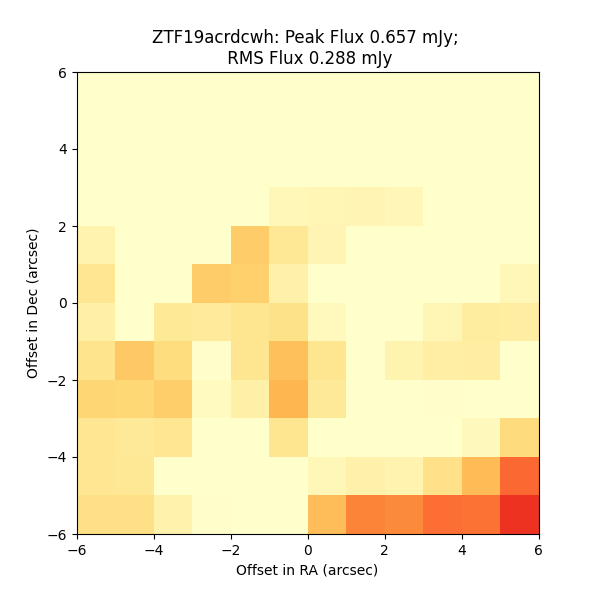 ZTF19acrdcwh: Peak Flux 0.657 mJy;
RMS Flux 0.288 mJy
6
4
2
0
−2
−4
−6
Offset in Dec (arcsec)
−6 −4 −2 0 2 4 6
Offset in RA (arcsec)